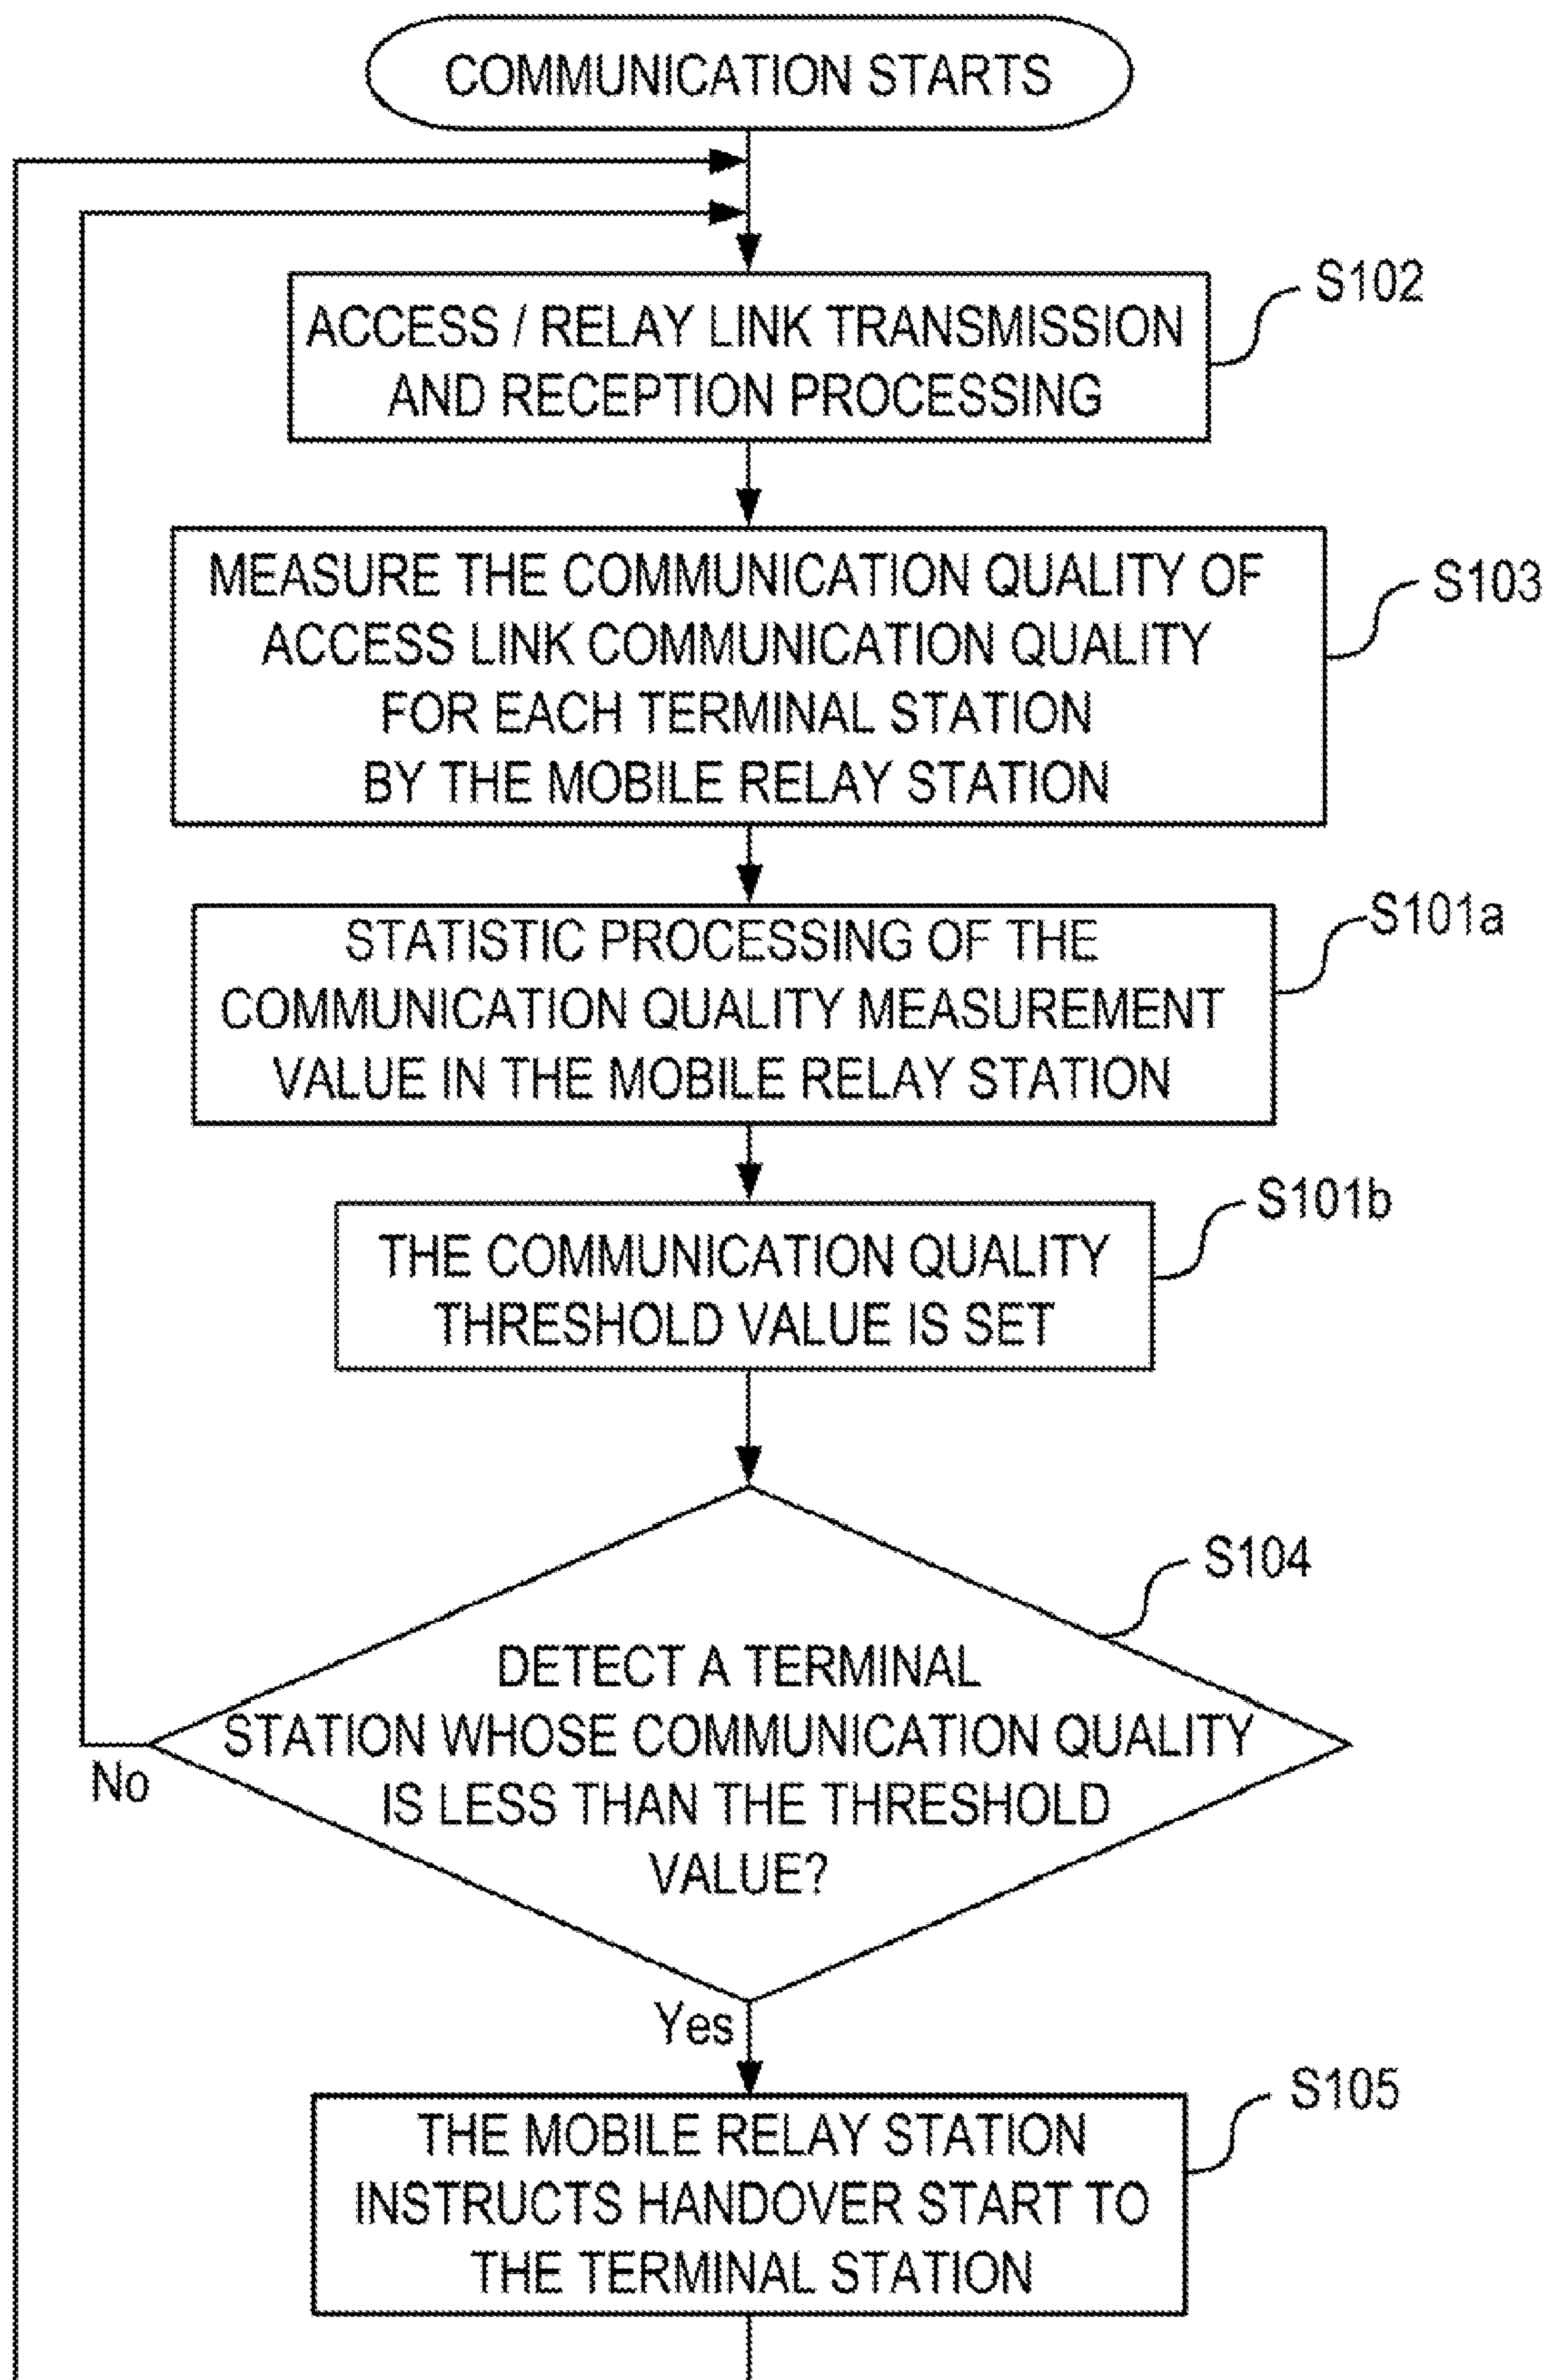 COMMUNICATION STARTS
S102
ACCESS / RELAY LINK TRANSMISSION
AND RECEPTION PROCESSING
S103
MEASURE THE COMMUNICATION QUALITY OF
ACCESS LINK COMMUNICATION QUALITY
FOR EACH TERMINAL STATION
BY THE MOBILE RELAY STATION
S101a
STATISTIC PROCESSING OF THE
COMMUNICATION QUALITY MEASUREMENT
VALUE IN THE MOBILE RELAY STATION
S101b
THE COMMUNICATION QUALITY
THRESHOLD VALUE IS SET
S104
DETECT A TERMINAL
STATION WHOSE COMMUNICATION QUALITY
IS LESS THAN THE THRESHOLD
VALUE?
No
Yes
S105
THE MOBILE RELAY STATION
INSTRUCTS HANDOVER START TO
THE TERMINAL STATION